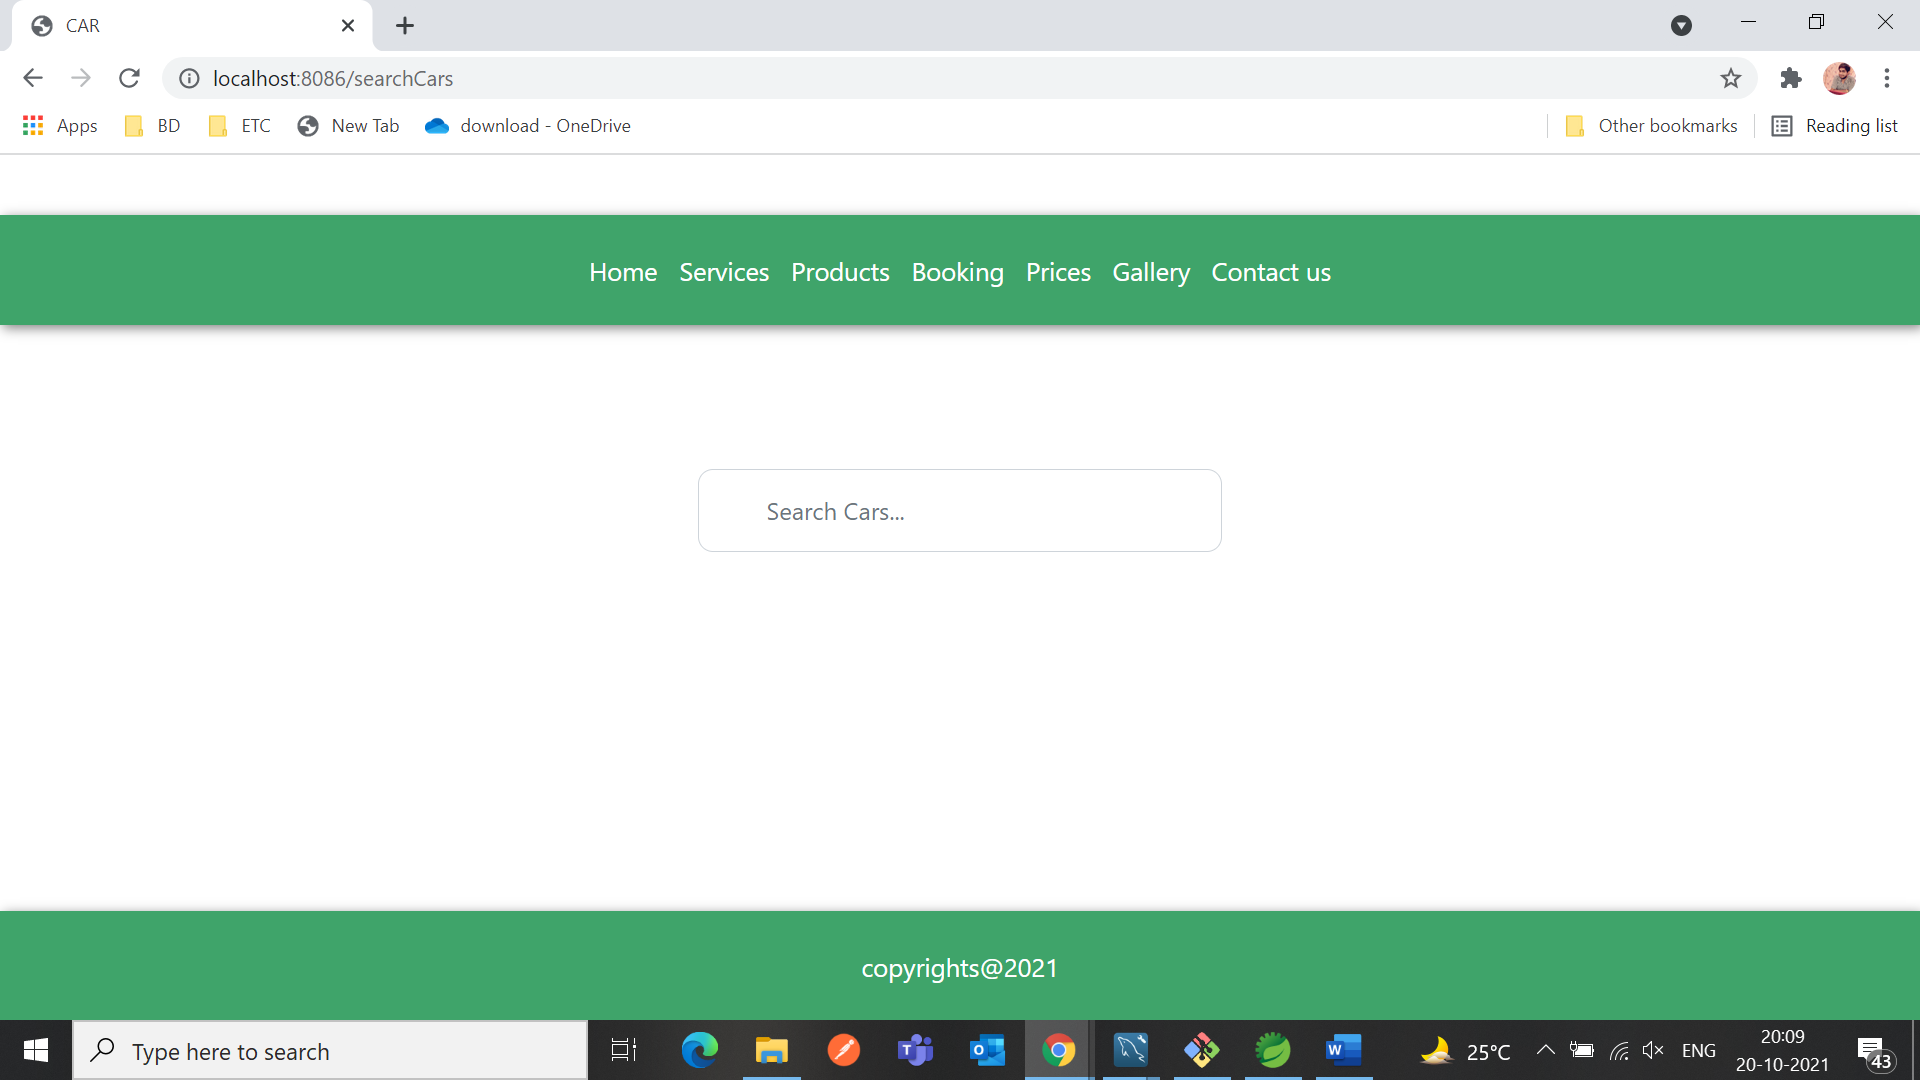 CAR
localhost:8086/searchCars
Apps BD ETC New Tab download - OneDrive Other bookmarks Reading list
Home Services Products Booking Prices Gallery Contact us
Search Cars...
copyrights@2021
Type here to search
25°C ENG 20:09
20-10-2021
43